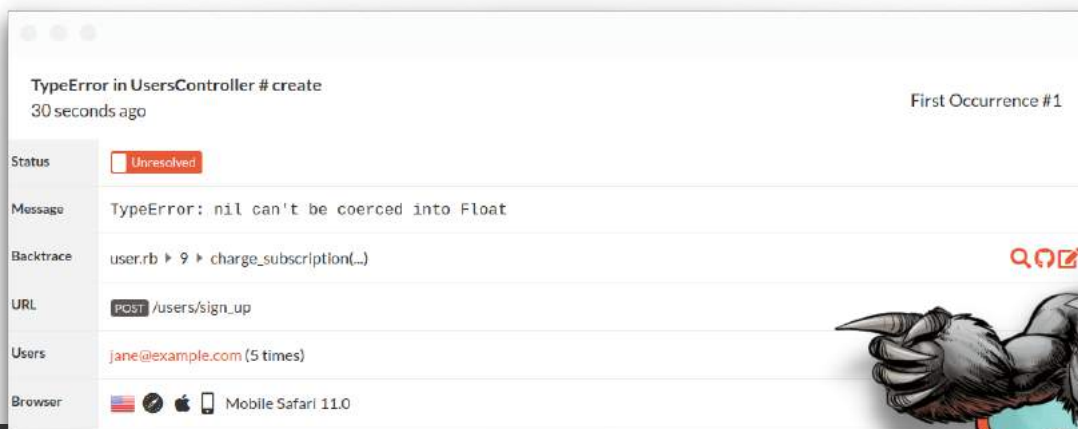 TypeError in UsersController # create
30 seconds ago
First Occurrence #1
Status
Unresolved
Message
TypeError: nil can't be coerced into Float
Backtrace
user.rb ▸ 9 ▸ charge_subscription(...)
URL
POST /users/sign_up
Users
jane@example.com (5 times)
Browser
Mobile Safari 11.0